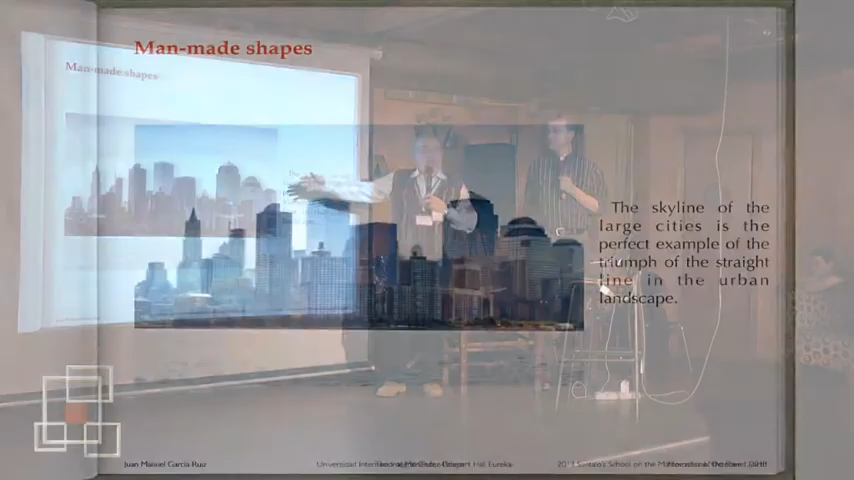 Man-made shapes
Man-made shapes
The skyline of the
large cities is the
perfect example of the
triumph of the straight
line in the urban
landscape.
Juan Manuel García Ruiz